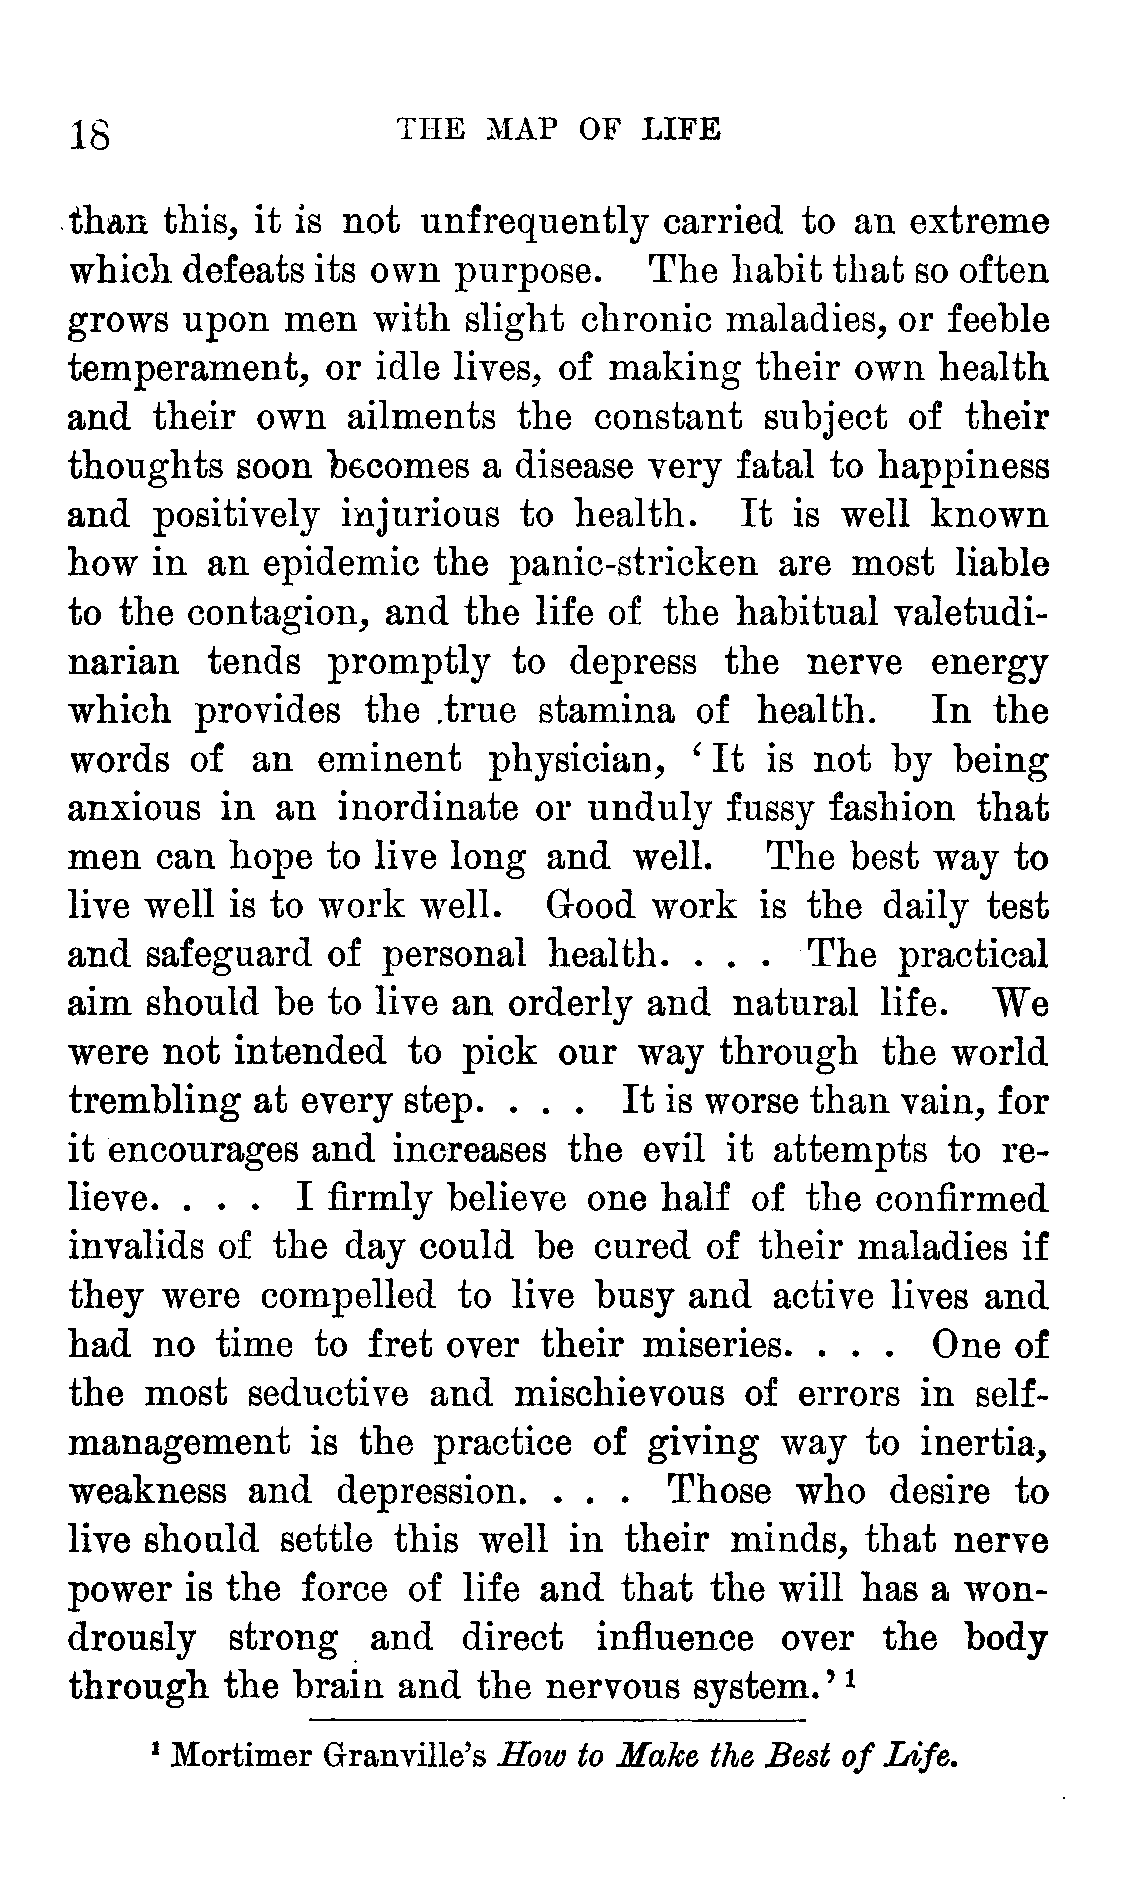 18 THE MAP OF LIFE
than this, it is not unfrequently carried to an extreme
which defeats its own purpose. The habit that so often
grows upon men with slight chronic maladies, or feeble
temperament, or idle lives, of making their own health
and their own ailments the constant subject of their
thoughts soon becomes a disease very fatal to happiness
and positively injurious to health. It is well known
how in an epidemic the panic-stricken are most liable
to the contagion, and the life of the habitual valetudi-
narian tends promptly to depress the nerve energy
which provides the true stamina of health. In the
words of an eminent physician, ‘It is not by being
anxious in an inordinate or unduly fussy fashion that
men can hope to live long and well. The best way to
live well is to work well. Good work is the daily test
and safeguard of personal health. . . . The practical
aim should be to live an orderly and natural life. We
were not intended to pick our way through the world
trembling at every step. . . . It is worse than vain, for
it encourages and increases the evil it attempts to re-
lieve. . . . I firmly believe one half of the confirmed
invalids of the day could be cured of their maladies if
they were compelled to live busy and active lives and
had no time to fret over their miseries. . . . One of
the most seductive and mischievous of errors in self-
management is the practice of giving way to inertia,
weakness and depression. . . . Those who desire to
live should settle this well in their minds, that nerve
power is the force of life and that the will has a won-
drously strong and direct influence over the body
through the brain and the nervous system.’ 1
1 Mortimer Granville’s How to Make the Best of Life.